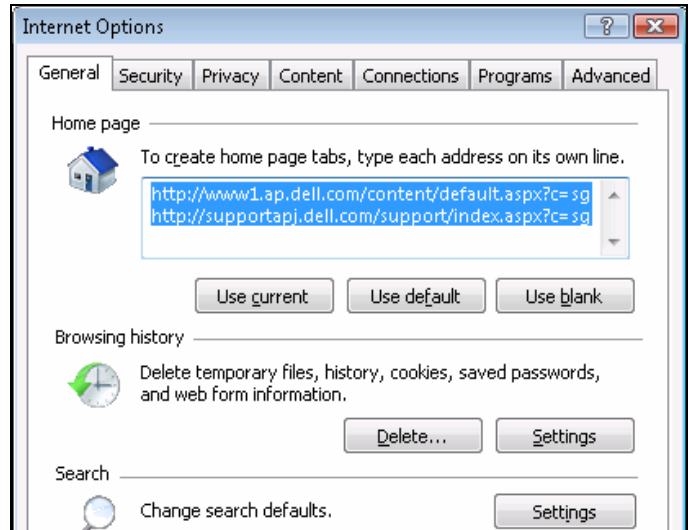 Internet Options
General Security Privacy Content Connections Programs Advanced
Home page
To create home page tabs, type each address on its own line.
http://www1.ap.dell.com/content/default.aspx?c=sg
http://supportapj.dell.com/support/index.aspx?c=sg
Use current Use default Use blank
Browsing history
Delete temporary files, history, cookies, saved passwords,
and web form information.
Delete... Settings
Search
Change search defaults. Settings